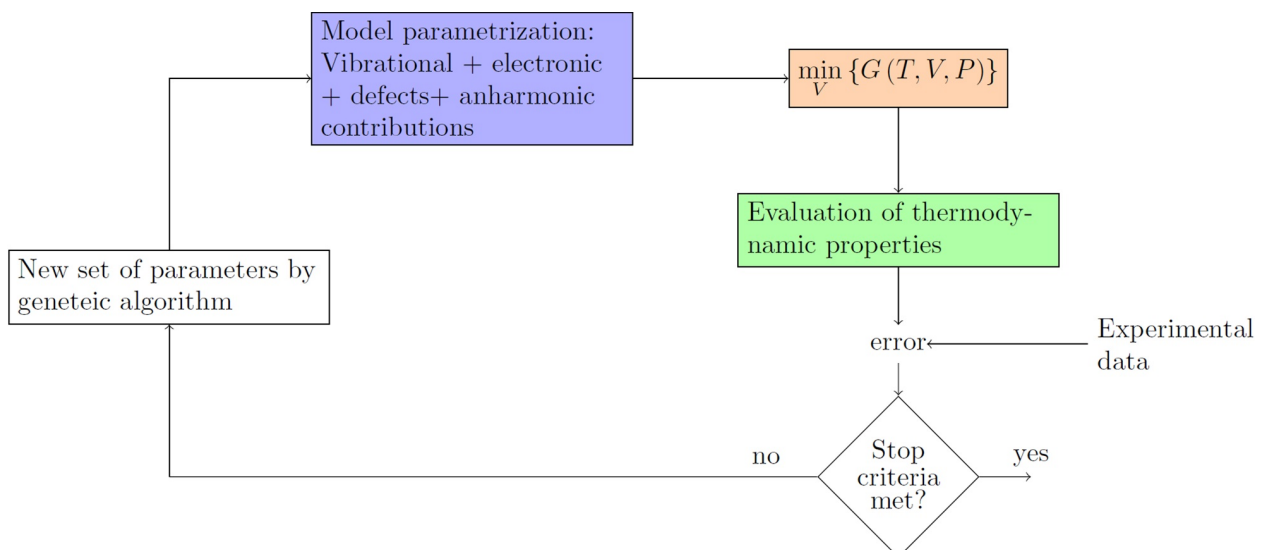 Model parametrization:
Vibrational + electronic
+ defects+ anharmonic
contributions
min {G (T, V, P)}
V
Evaluation of thermody-
namic properties
New set of parameters by
geneteic algorithm
error
Experimental
data
Stop
criteria
met?
no
yes